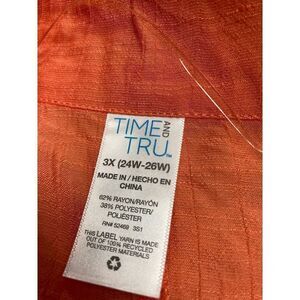 TIME AND
TRU™
3X (24W-26W)
MADE IN / HECHO EN
CHINA
62% RAYON/RAYÓN
38% POLYESTER/
POLIÉSTER
RN# 52469 3S1
THIS LABEL YARN IS MADE
OUT OF 100% RECYCLED
POLYESTER MATERIALS